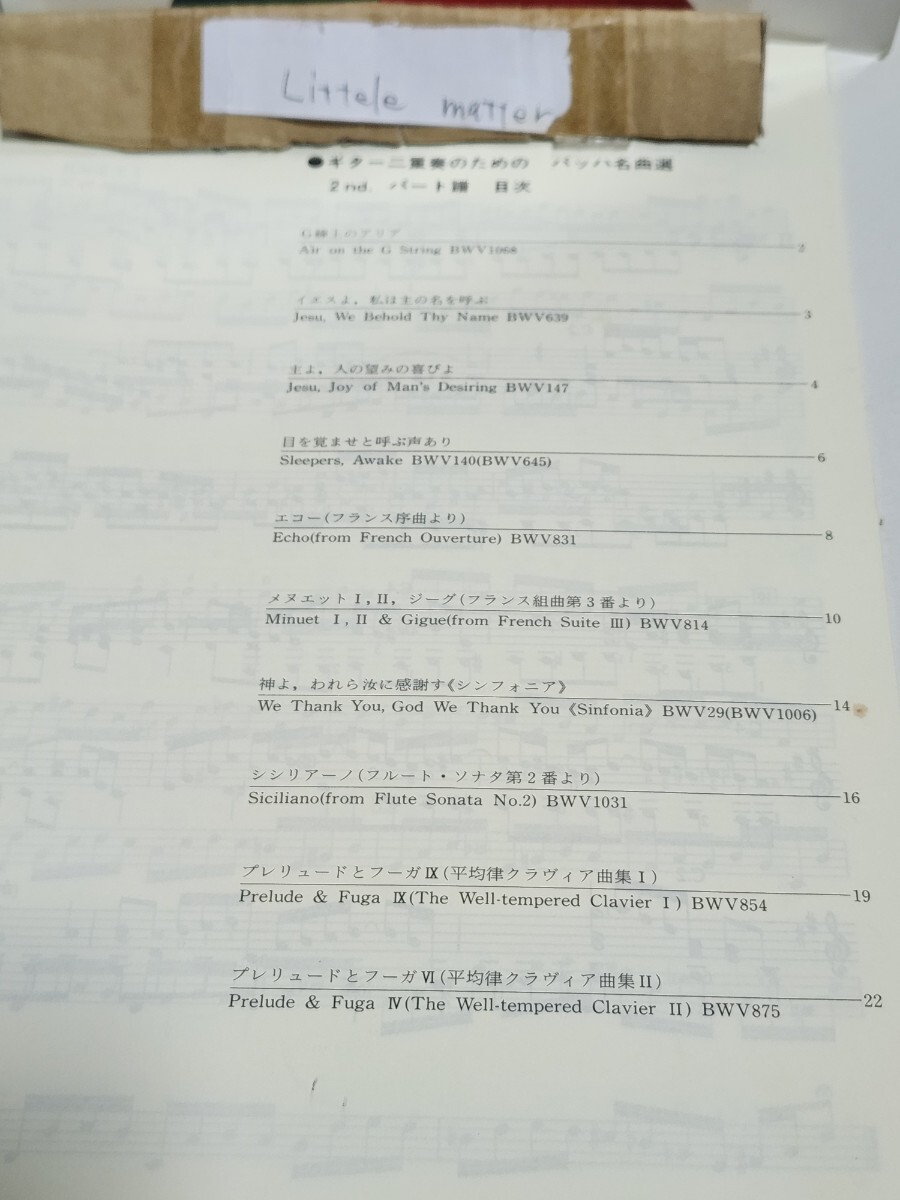 Littele matter
●ギター二重奏のための バッハ名曲選
2nd. パート譜 目次
G線上のアリア
Air on the G String BWV1068 2
イエスよ，私は主の名を呼ぶ
Jesu, We Behold Thy Name BWV639 3
主よ，人の望みの喜びよ
Jesu, Joy of Man's Desiring BWV147 4
目を覚ませと呼ぶ声あり
Sleepers, Awake BWV140(BWV645) 6
エコー(フランス序曲より)
Echo(from French Ouverture) BWV831 8
メヌエットI, II, ジーグ(フランス組曲第3番より)
Minuet I, II & Gigue(from French Suite III) BWV814 10
神よ，われら汝に感謝す《シンフォニア》
We Thank You, God We Thank You《Sinfonia》BWV29(BWV1006) 14
シシリアーノ(フルート・ソナタ第2番より)
Siciliano(from Flute Sonata No.2) BWV1031 16
プレリュードとフーガⅨ(平均律クラヴィア曲集I)
Prelude & Fuga Ⅸ(The Well-tempered Clavier I) BWV854 19
プレリュードとフーガⅥ(平均律クラヴィア曲集II)
Prelude & Fuga Ⅳ(The Well-tempered Clavier II) BWV875 22